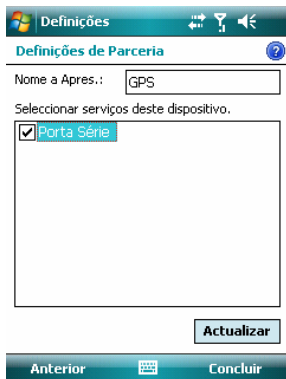 Definições
Definições de Parceria
?
Nome a Apres.: GPS
Seleccionar serviços deste dispositivo.
Porta Série
Actualizar
Anterior Concluir